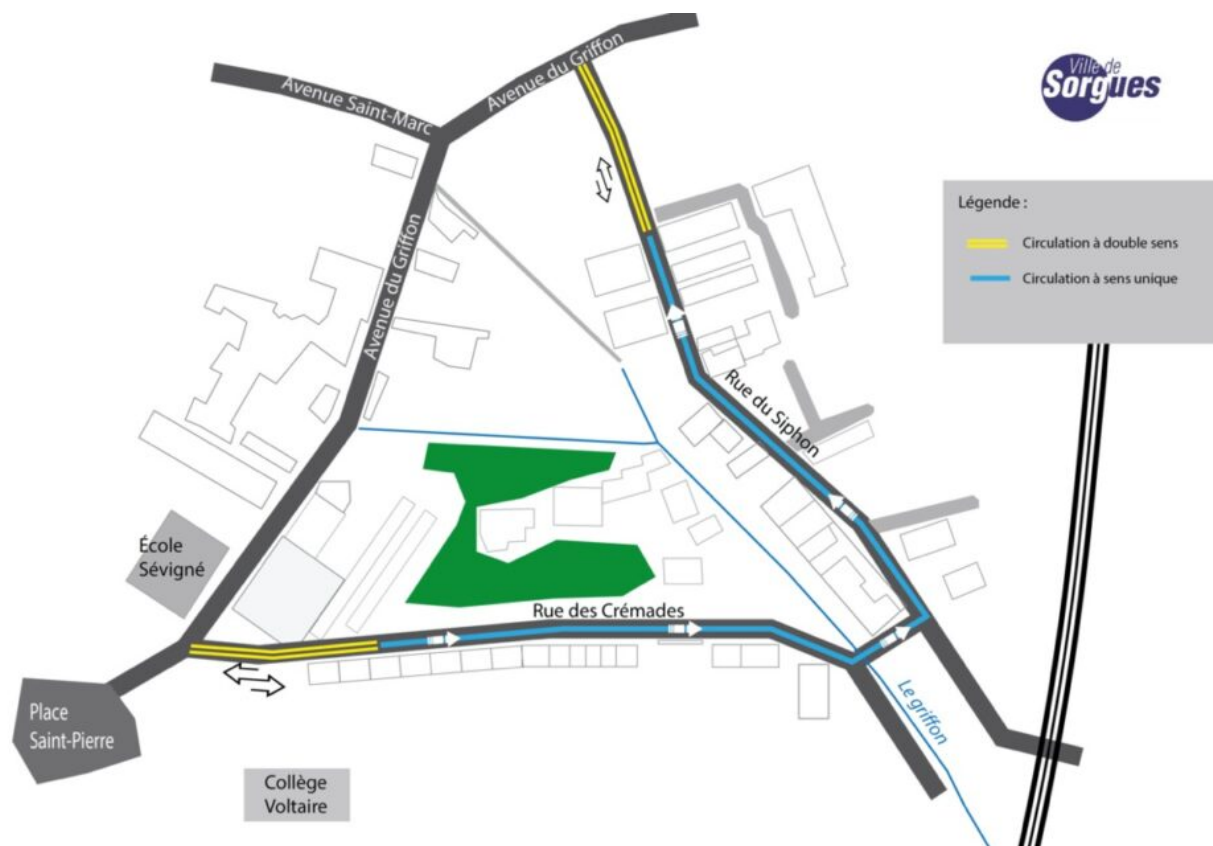 Avenue du Griffon
Avenue Saint-Marc
Ville de
Sorgues
Légende :
Circulation à double sens
Circulation à sens unique
Avenue du Griffon
Rue du Siphon
École
Sévigné
Rue des Crémades
Place
Saint-Pierre
Le griffon
Collège
Voltaire